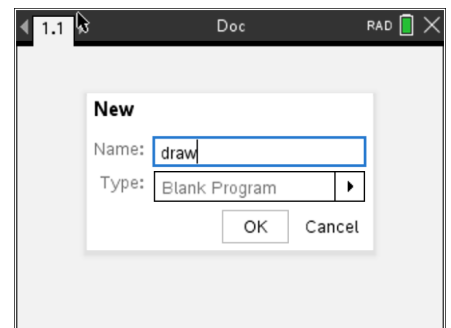 1.1 Doc RAD
New
Name: draw
Type: Blank Program
OK Cancel